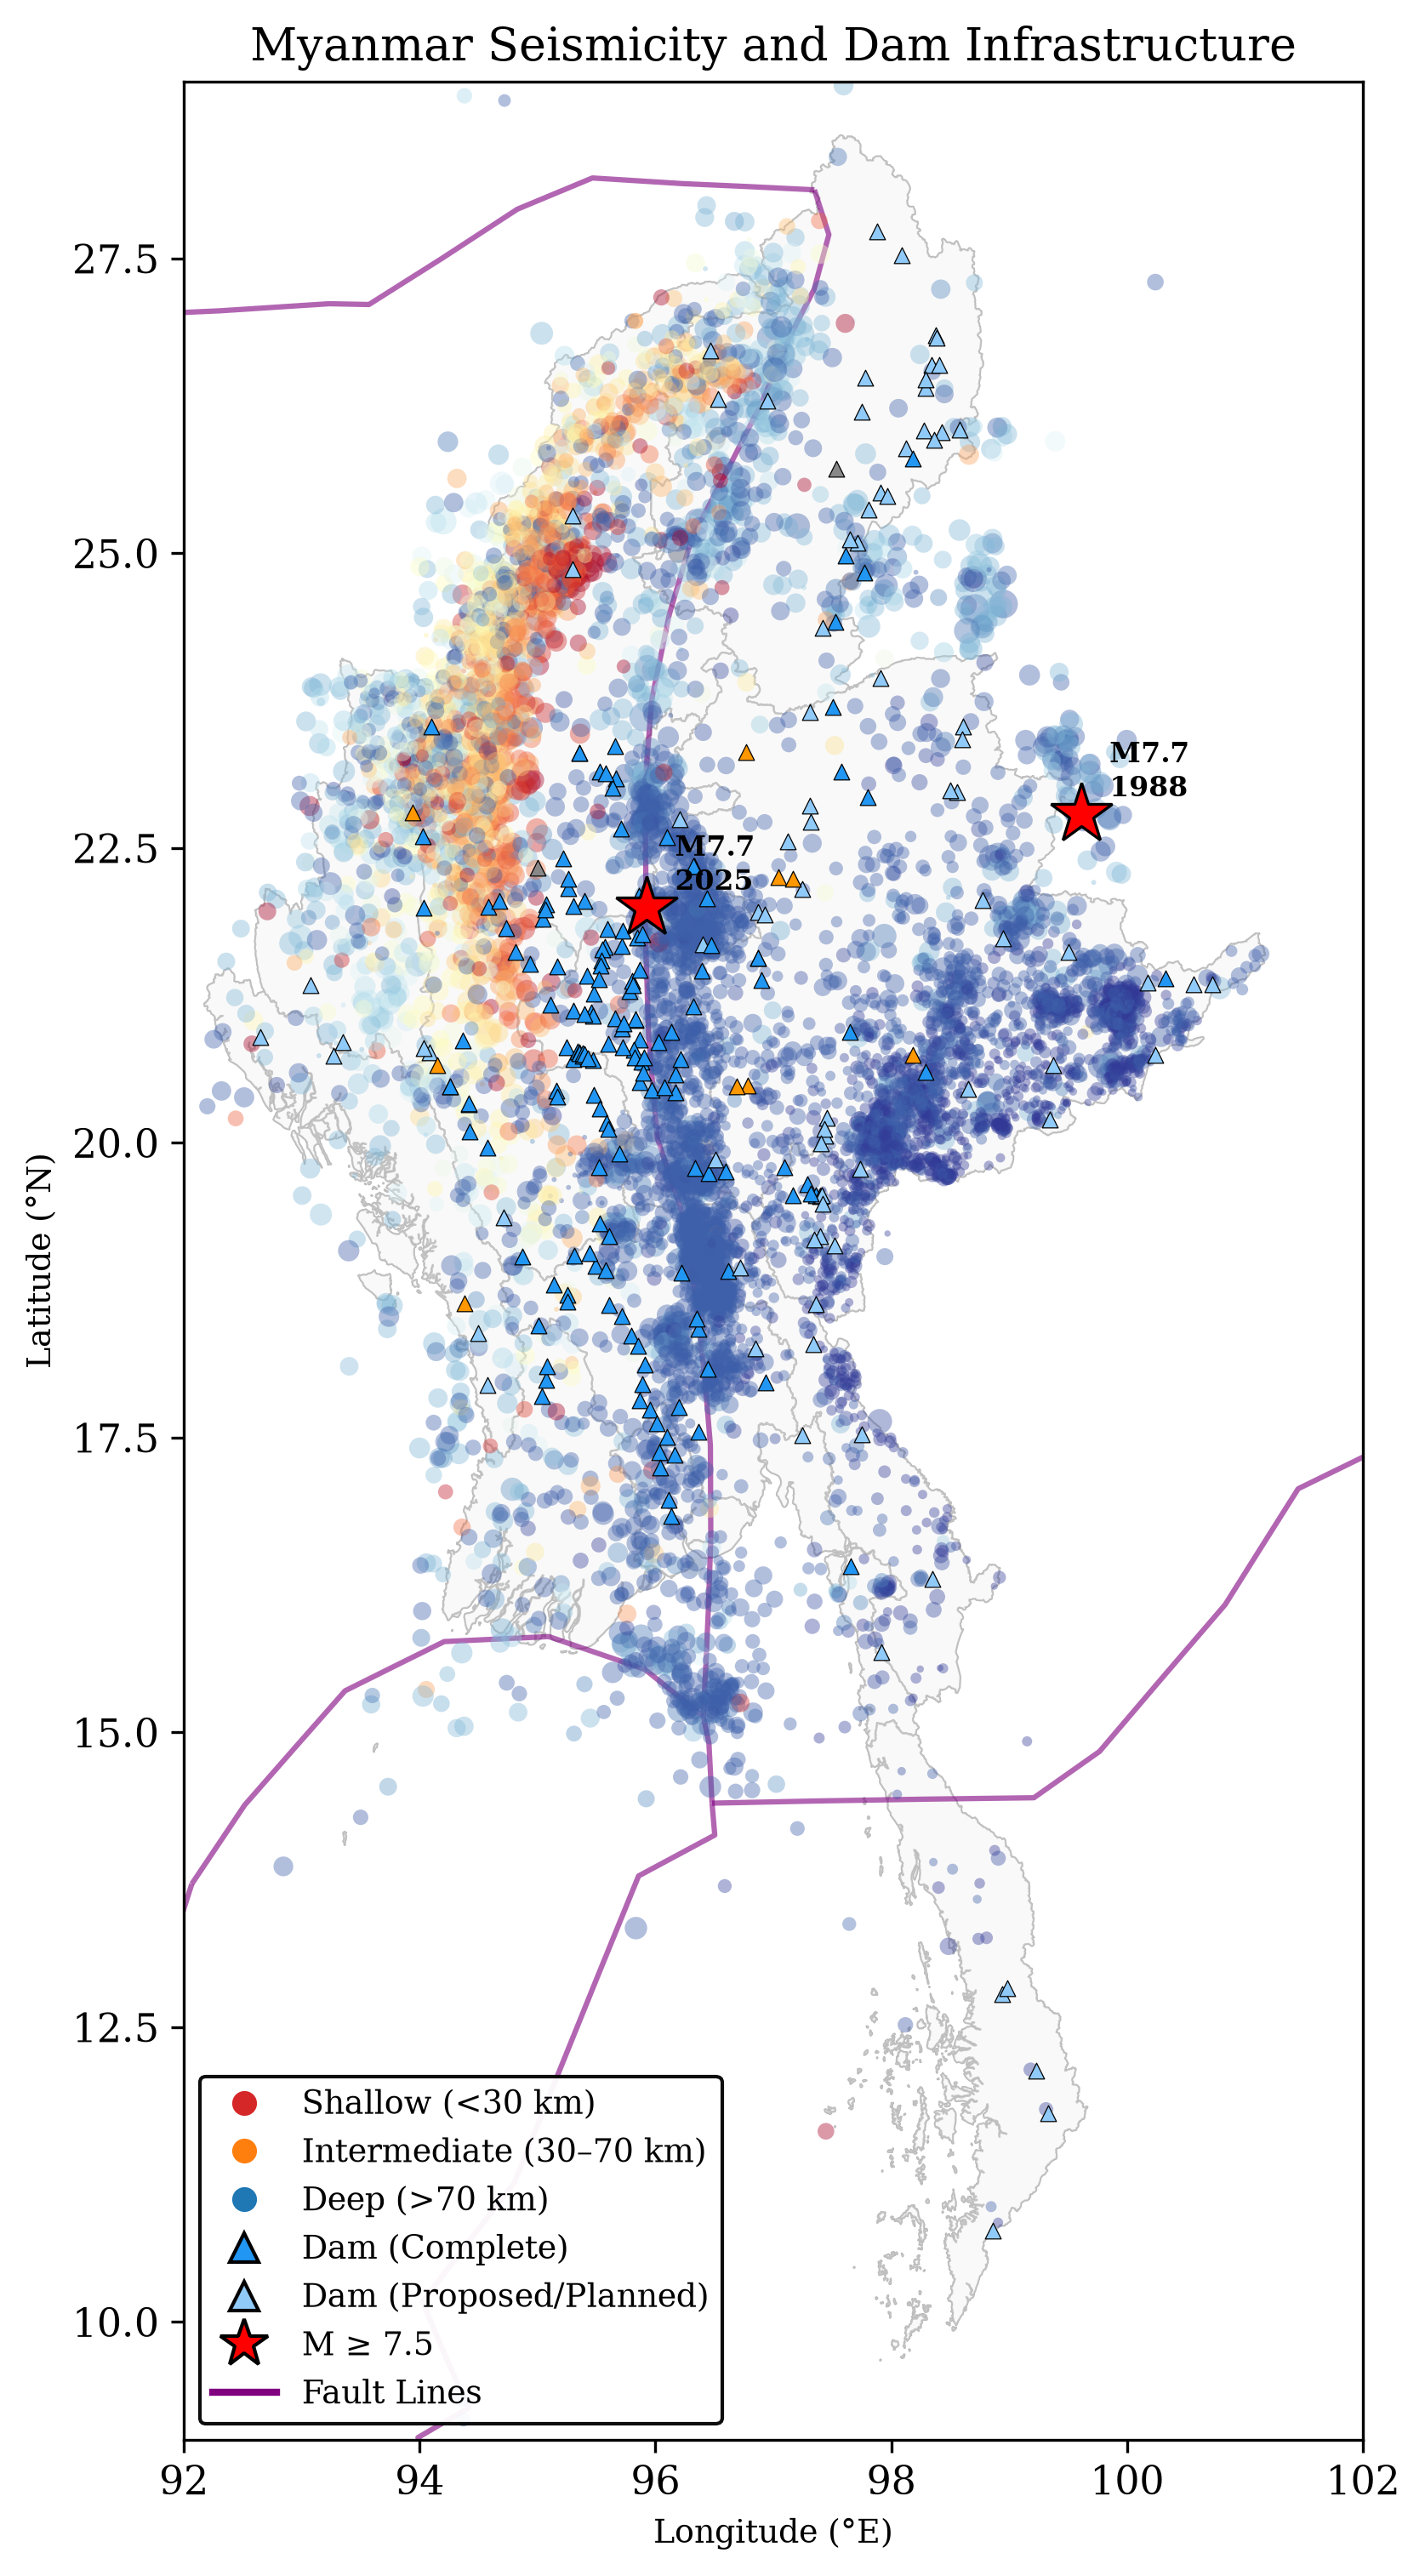 Myanmar Seismicity and Dam Infrastructure
27.5
25.0
22.5
20.0
17.5
15.0
12.5
10.0
Latitude (°N)
M7.7
1988
M7.7
2025
Shallow (<30 km)
Intermediate (30–70 km)
Deep (>70 km)
Dam (Complete)
Dam (Proposed/Planned)
M ≥ 7.5
Fault Lines
92
94
96
98
100
102
Longitude (°E)